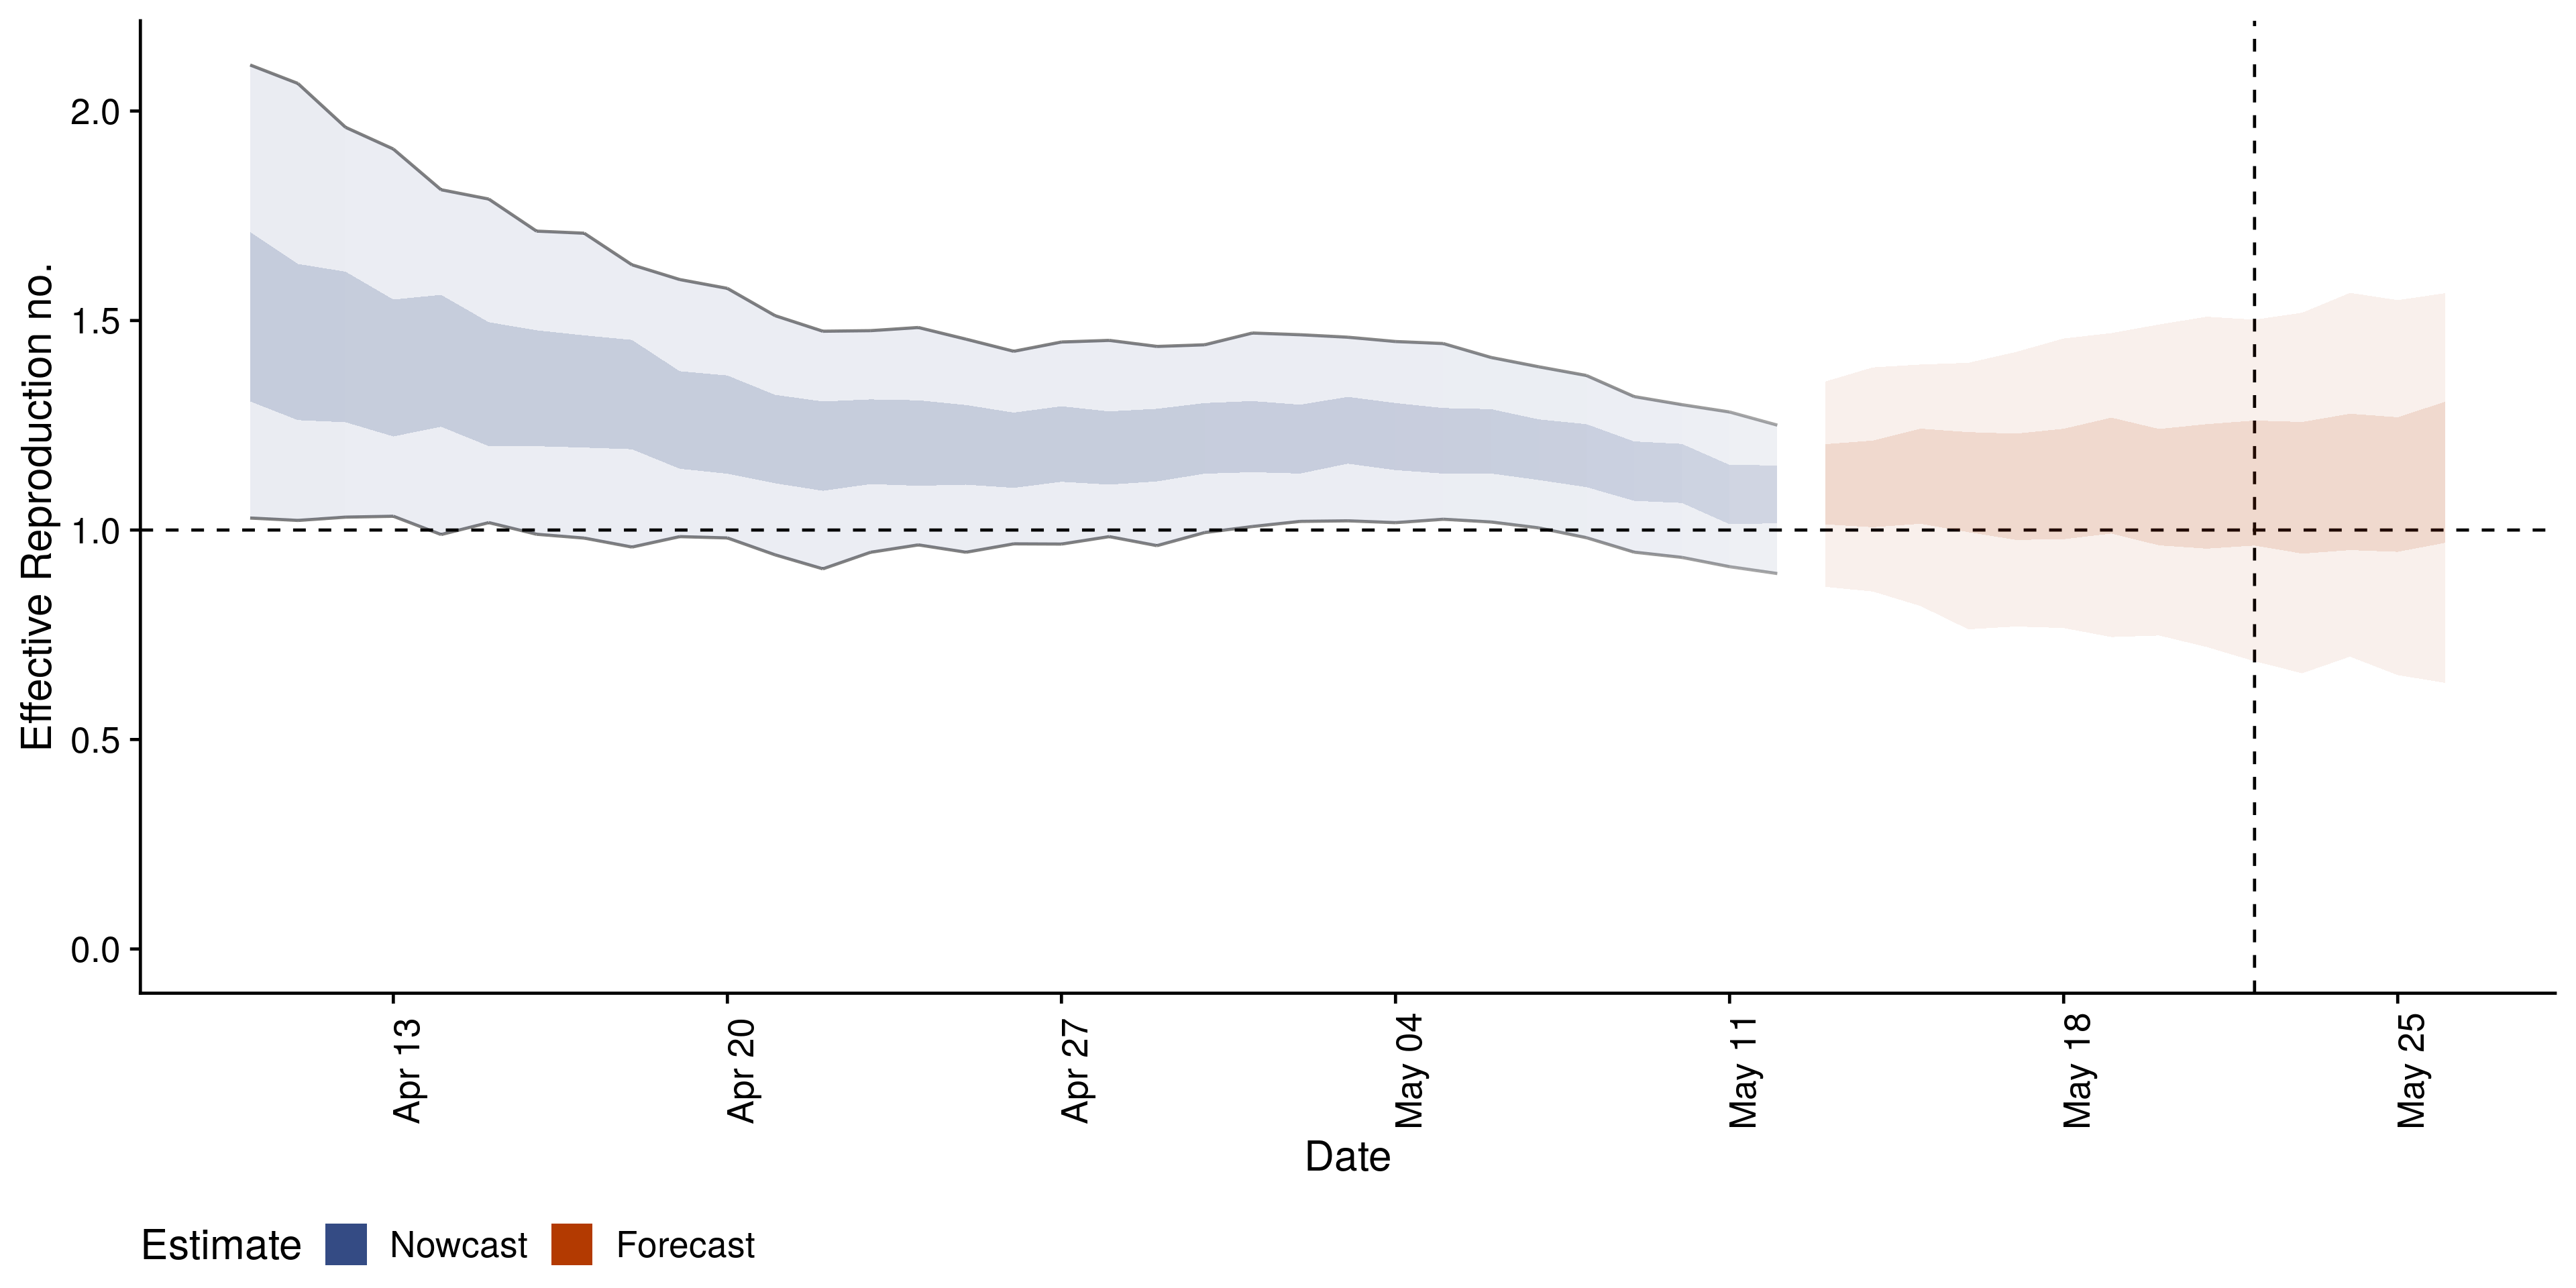 Effective Reproduction no.
2.0
1.5
1.0
0.5
0.0
Apr 13
Apr 20
Apr 27
May 04
May 11
May 18
May 25
Date
Estimate Nowcast Forecast